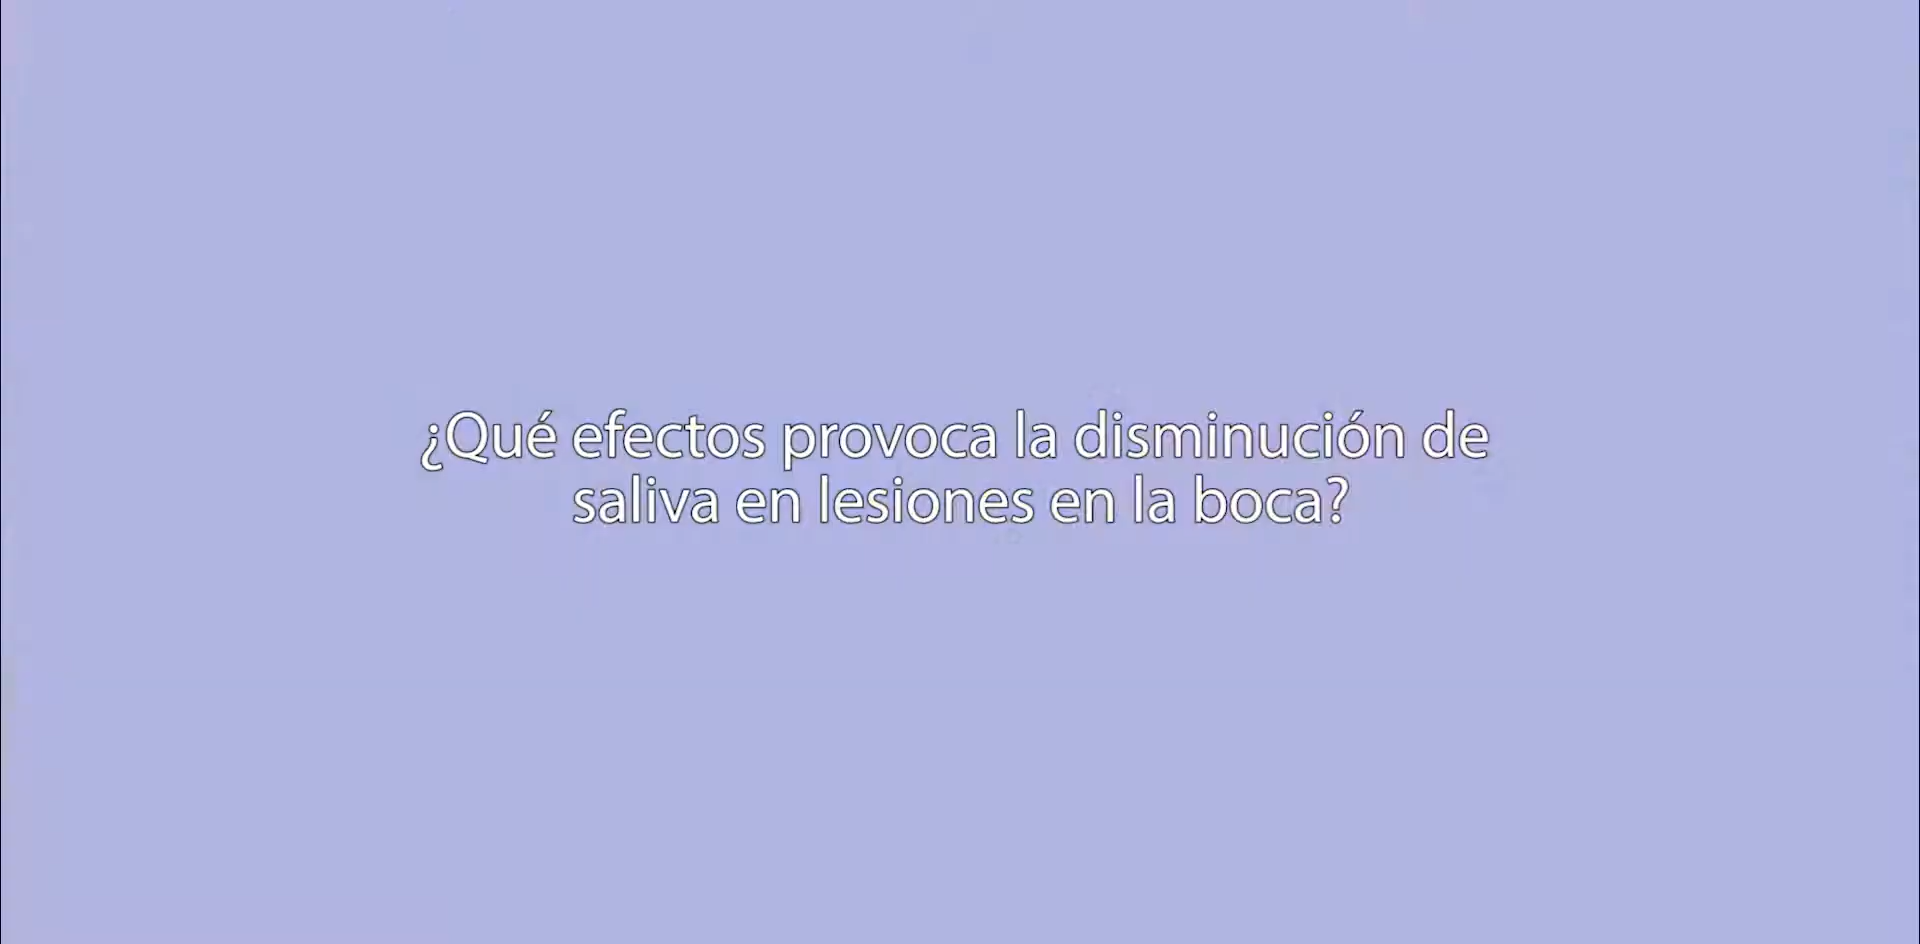 ¿Qué efectos provoca la disminución de
saliva en lesiones en la boca?